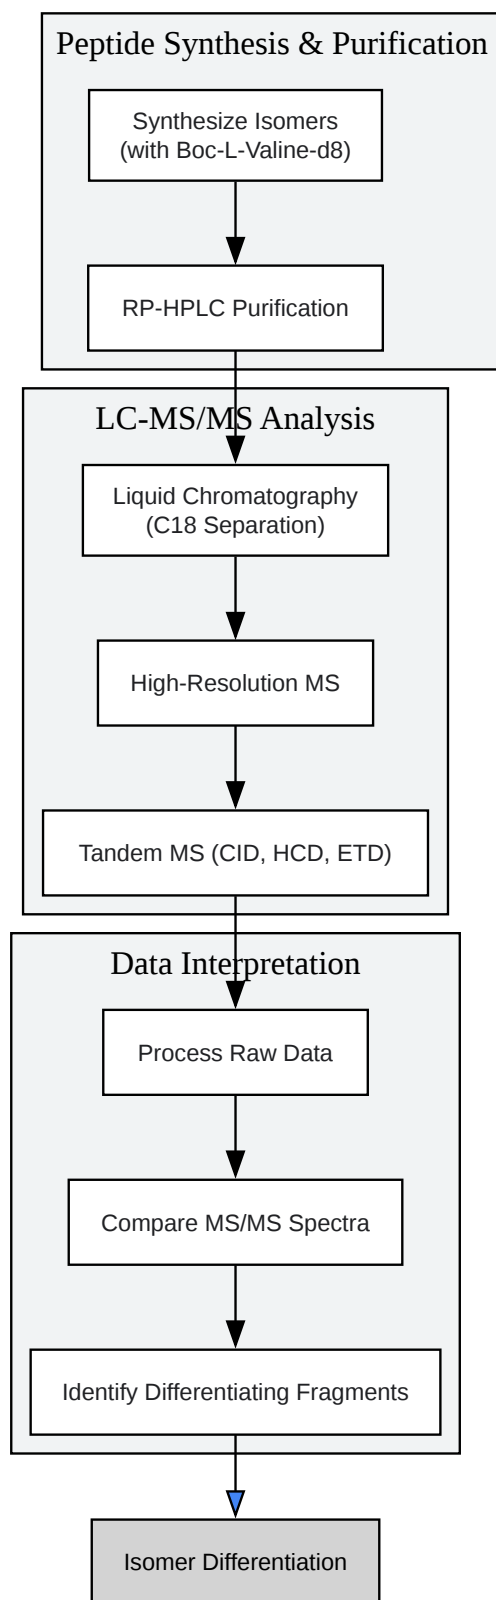 Peptide Synthesis & Purification
Synthesize Isomers
(with Boc-L-Valine-d8)
RP-HPLC Purification
LC-MS/MS Analysis
Liquid Chromatography
(C18 Separation)
High-Resolution MS
Tandem MS (CID, HCD, ETD)
Data Interpretation
Process Raw Data
Compare MS/MS Spectra
Identify Differentiating Fragments
Isomer Differentiation